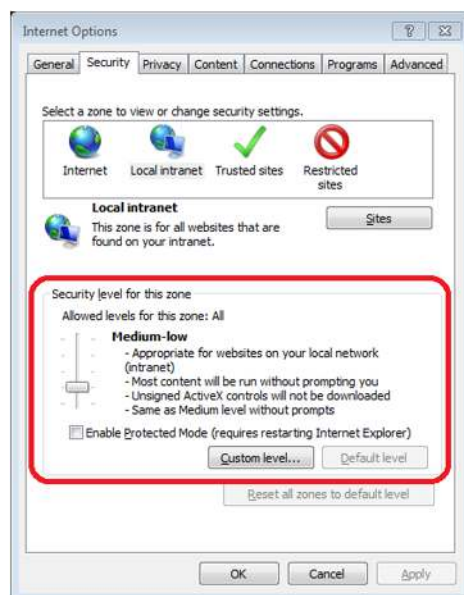 Internet Options
General Security Privacy Content Connections Programs Advanced
Select a zone to view or change security settings.
Internet Local intranet Trusted sites Restricted
sites
Local intranet
This zone is for all websites that are
found on your intranet.
Sites
Security level for this zone
Allowed levels for this zone: All
Medium-low
- Appropriate for websites on your local network
(intranet)
- Most content will be run without prompting you
- Unsigned ActiveX controls will not be downloaded
- Same as Medium level without prompts
Enable Protected Mode (requires restarting Internet Explorer)
Custom level... Default level
Reset all zones to default level
OK Cancel Apply